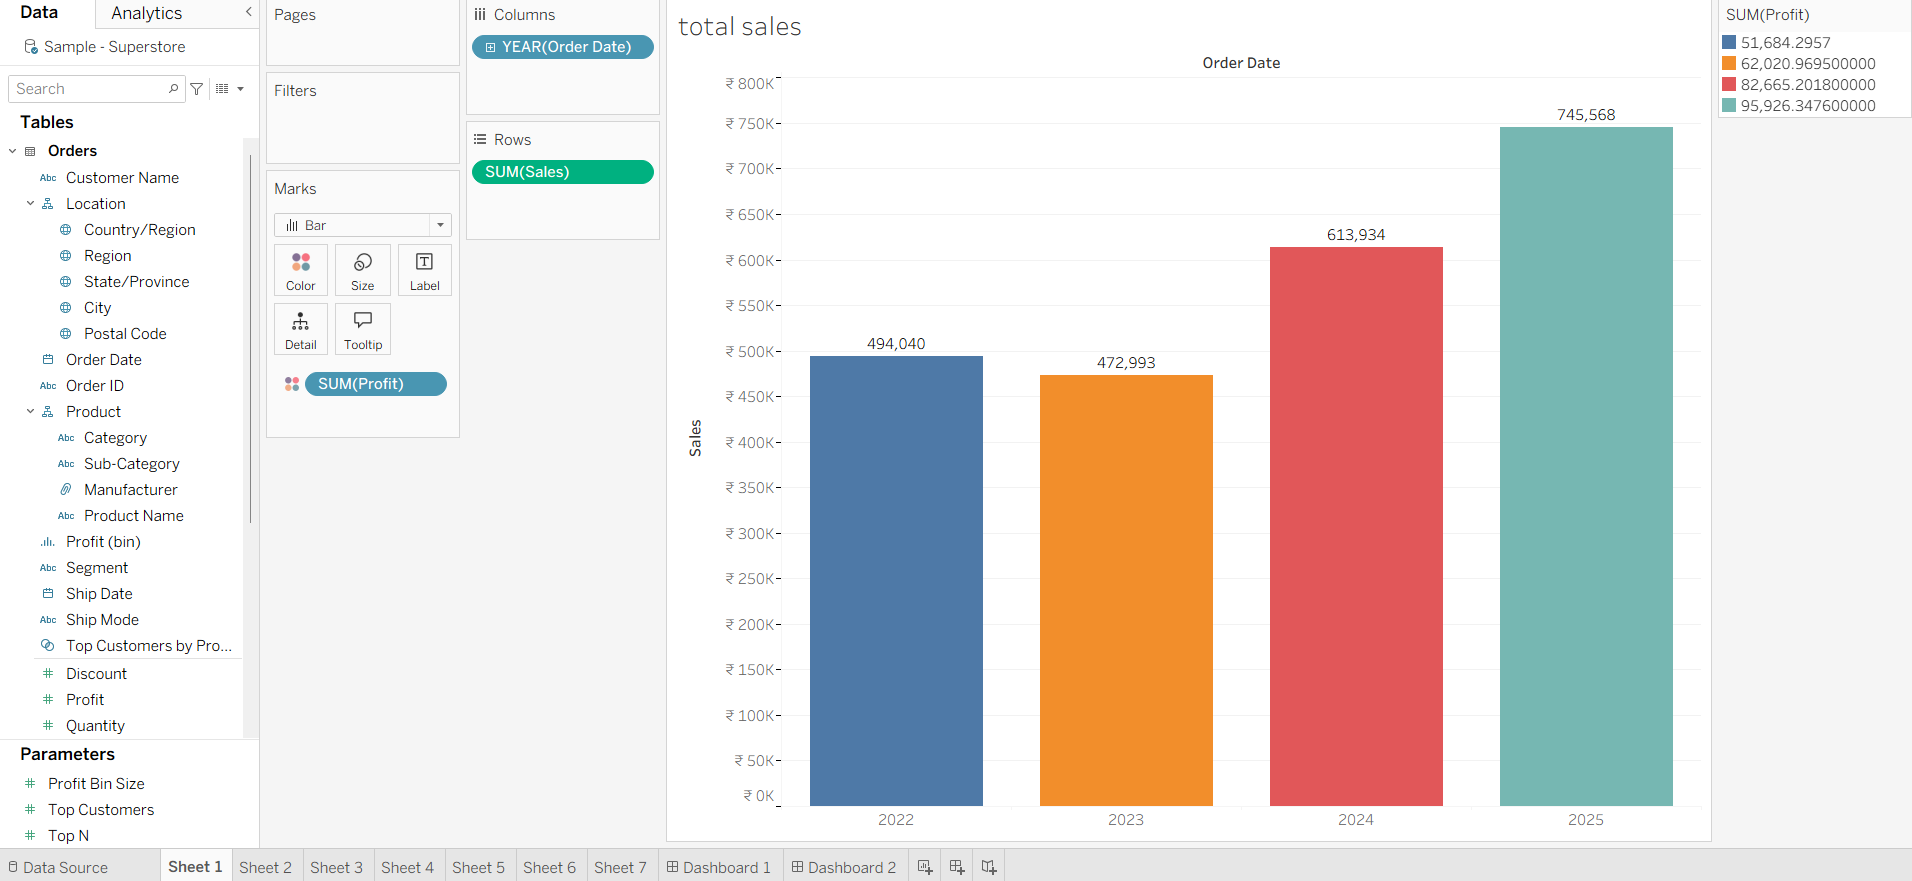 Data
Analytics
Sample - Superstore
Search
Tables
Orders
Abc Customer Name
Location
Country/Region
Region
State/Province
City
Postal Code
Order Date
Abc Order ID
Product
Abc Category
Abc Sub-Category
Manufacturer
Abc Product Name
Profit (bin)
Abc Segment
Ship Date
Abc Ship Mode
Top Customers by Pro...
# Discount
# Profit
# Quantity
Parameters
# Profit Bin Size
# Top Customers
# Top N
Pages
Filters
Marks
Bar
Color
Size
T
Label
Detail
Tooltip
SUM(Profit)
Columns
YEAR(Order Date)
Rows
SUM(Sales)
total sales
Order Date
₹ 800K
₹ 750K
₹ 700K
₹ 650K
₹ 600K
₹ 550K
₹ 500K
₹ 450K
₹ 400K
₹ 350K
₹ 300K
₹ 250K
₹ 200K
₹ 150K
₹ 100K
₹ 50K
₹ 0K
Sales
494,040
472,993
613,934
745,568
2022
2023
2024
2025
SUM(Profit)
51,684.2957
62,020.969500000
82,665.201800000
95,926.347600000
Data Source
Sheet 1
Sheet 2
Sheet 3
Sheet 4
Sheet 5
Sheet 6
Sheet 7
Dashboard 1
Dashboard 2